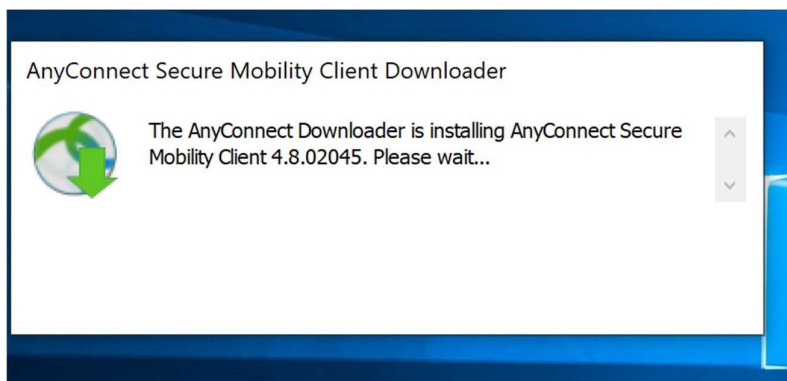 AnyConnect Secure Mobility Client Downloader
The AnyConnect Downloader is installing AnyConnect Secure
Mobility Client 4.8.02045. Please wait...